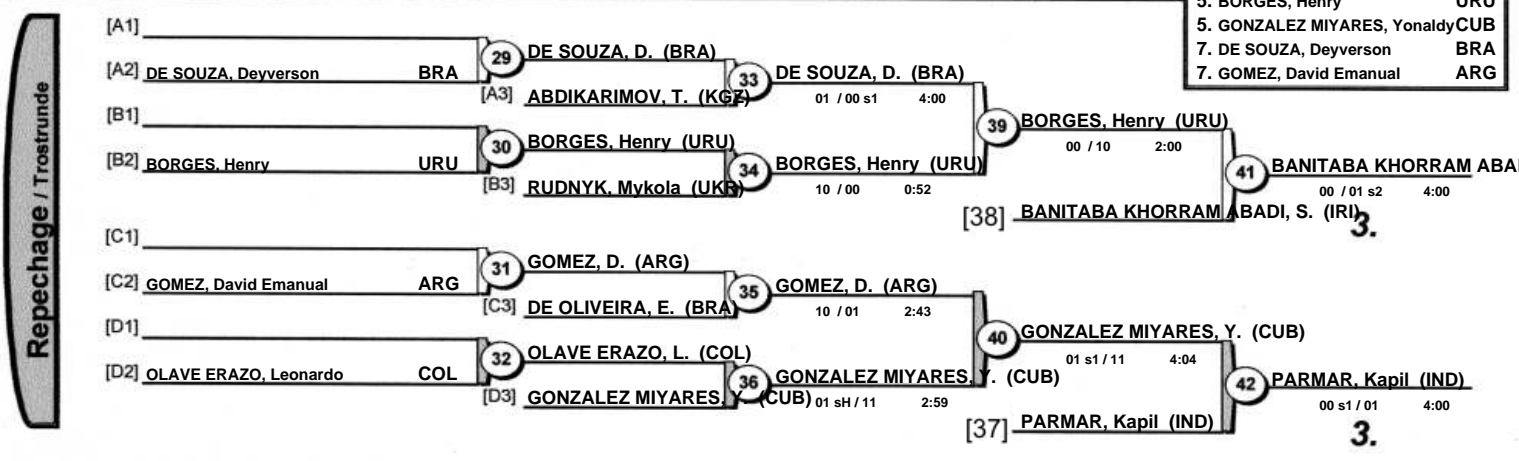 5. BORGES, Henry URU
5. GONZALEZ MIYARES, Yonaldy CUB
7. DE SOUZA, Deyverson BRA
7. GOMEZ, David Emanual ARG
Repechage / Trostrunde
[A1]
[A2] DE SOUZA, Deyverson BRA
29 DE SOUZA, D. (BRA)
[A3] ABDIKARIMOV, T. (KGZ)
33 DE SOUZA, D. (BRA)
01 / 00 s1 4:00
[B1]
[B2] BORGES, Henry URU
30 BORGES, Henry (URU)
[B3] RUDNYK, Mykola (UKR)
34 BORGES, Henry (URU)
10 / 00 0:52
39 BORGES, Henry (URU)
00 / 10 2:00
[38] BANITABA KHORRAM ABADI, S. (IRI)
41 BANITABA KHORRAM
00 / 01 s2 4:00
3.
[C1]
[C2] GOMEZ, David Emanual ARG
31 GOMEZ, D. (ARG)
[C3] DE OLIVEIRA, E. (BRA)
35 GOMEZ, D. (ARG)
10 / 01 2:43
[D1]
[D2] OLAVE ERAZO, Leonardo COL
32 OLAVE ERAZO, L. (COL)
[D3] GONZALEZ MIYARES, Y. (CUB)
36 GONZALEZ MIYARES, Y. (CUB)
01 sH / 11 2:59
40 GONZALEZ MIYARES, Y. (CUB)
01 s1 / 11 4:04
[37] PARMAR, Kapil (IND)
42 PARMAR, Kapil (IND)
00 s1 / 01 4:00
3.